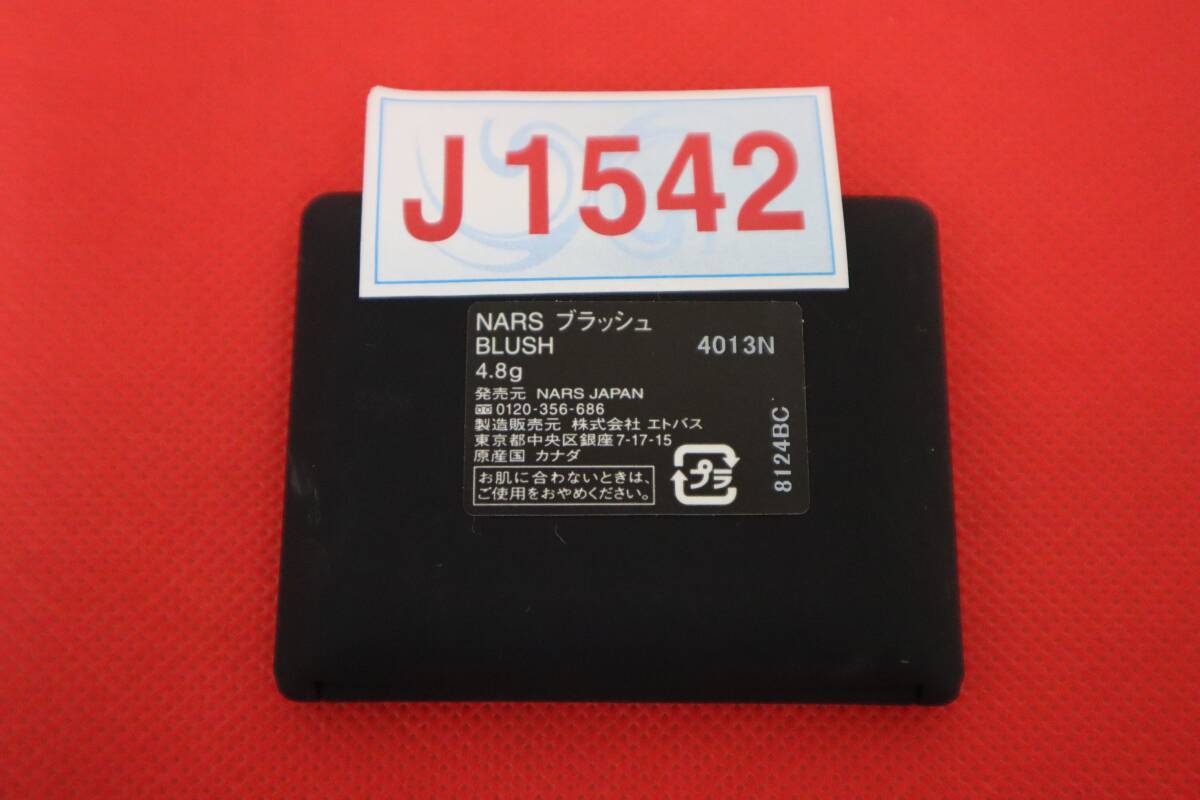 J 1542
NARS ブラッシュ
BLUSH 4013N
4.8g
発売元 NARS JAPAN
0120-356-686
製造販売元 株式会社 エトバス
東京都中央区銀座7-17-15
原産国 カナダ
お肌に合わないときは、
ご使用をおやめください。
プラ
8124BC